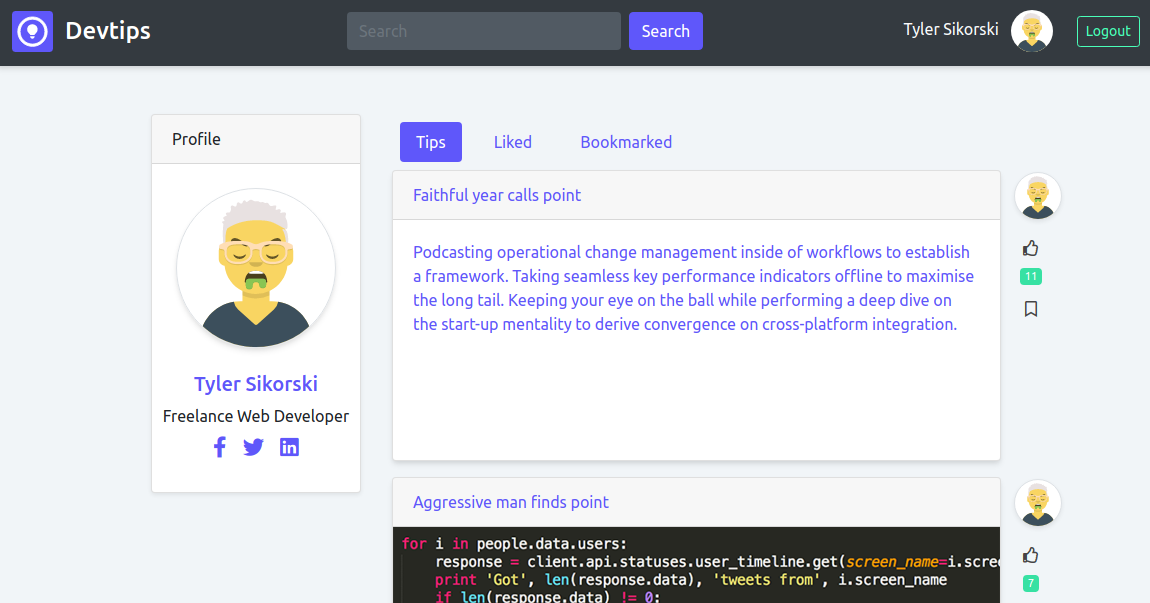 Devtips
Search
Search
Tyler Sikorski
Logout
Profile
Tyler Sikorski
Freelance Web Developer
Tips
Liked
Bookmarked
Faithful year calls point
Podcasting operational change management inside of workflows to establish
a framework. Taking seamless key performance indicators offline to maximise
the long tail. Keeping your eye on the ball while performing a deep dive on
the start-up mentality to derive convergence on cross-platform integration.
11
Aggressive man finds point
for i in people.data.users:
response = client.api.statuses.user_timeline.get(screen_name=i.scree
print 'Got', len(response.data), 'tweets from', i.screen_name
if len(response.data) != 0:
7